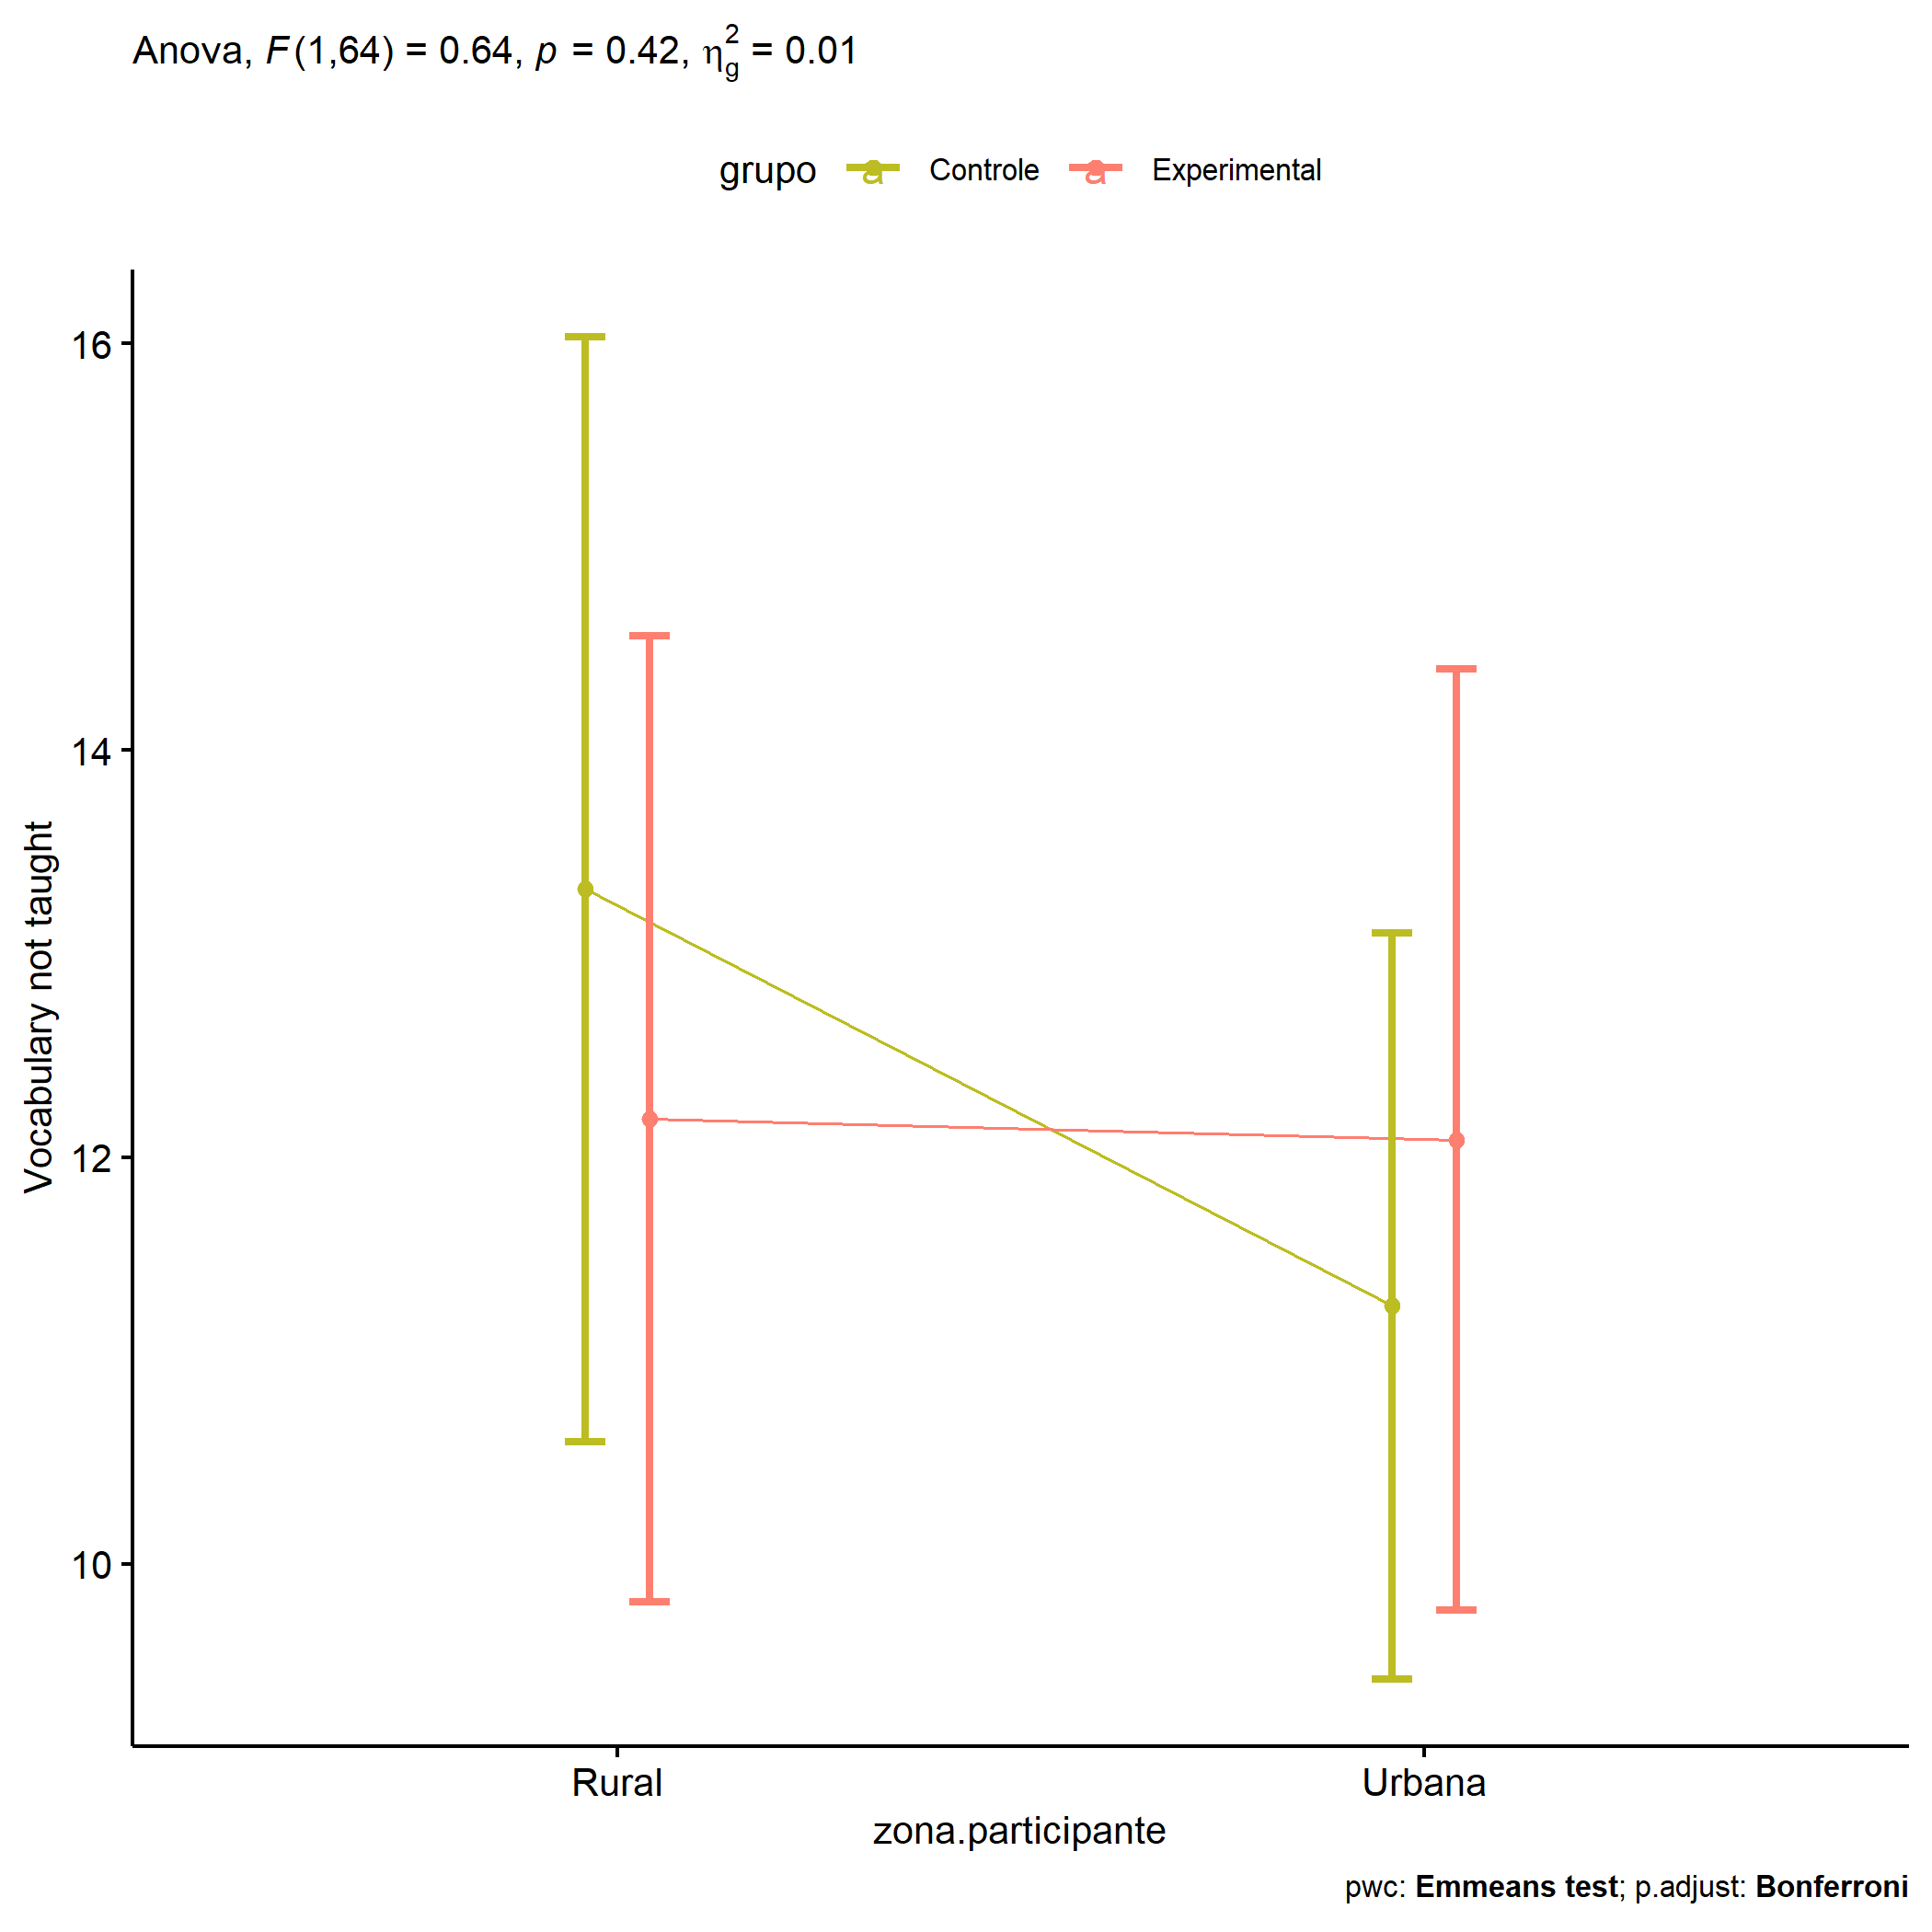 Anova, F(1,64) = 0.64, p = 0.42, η²g = 0.01
grupo a Controle a Experimental
16
14
12
10
Vocabulary not taught
Rural Urbana
zona.participante
pwc: Emmeans test; p.adjust: Bonferroni